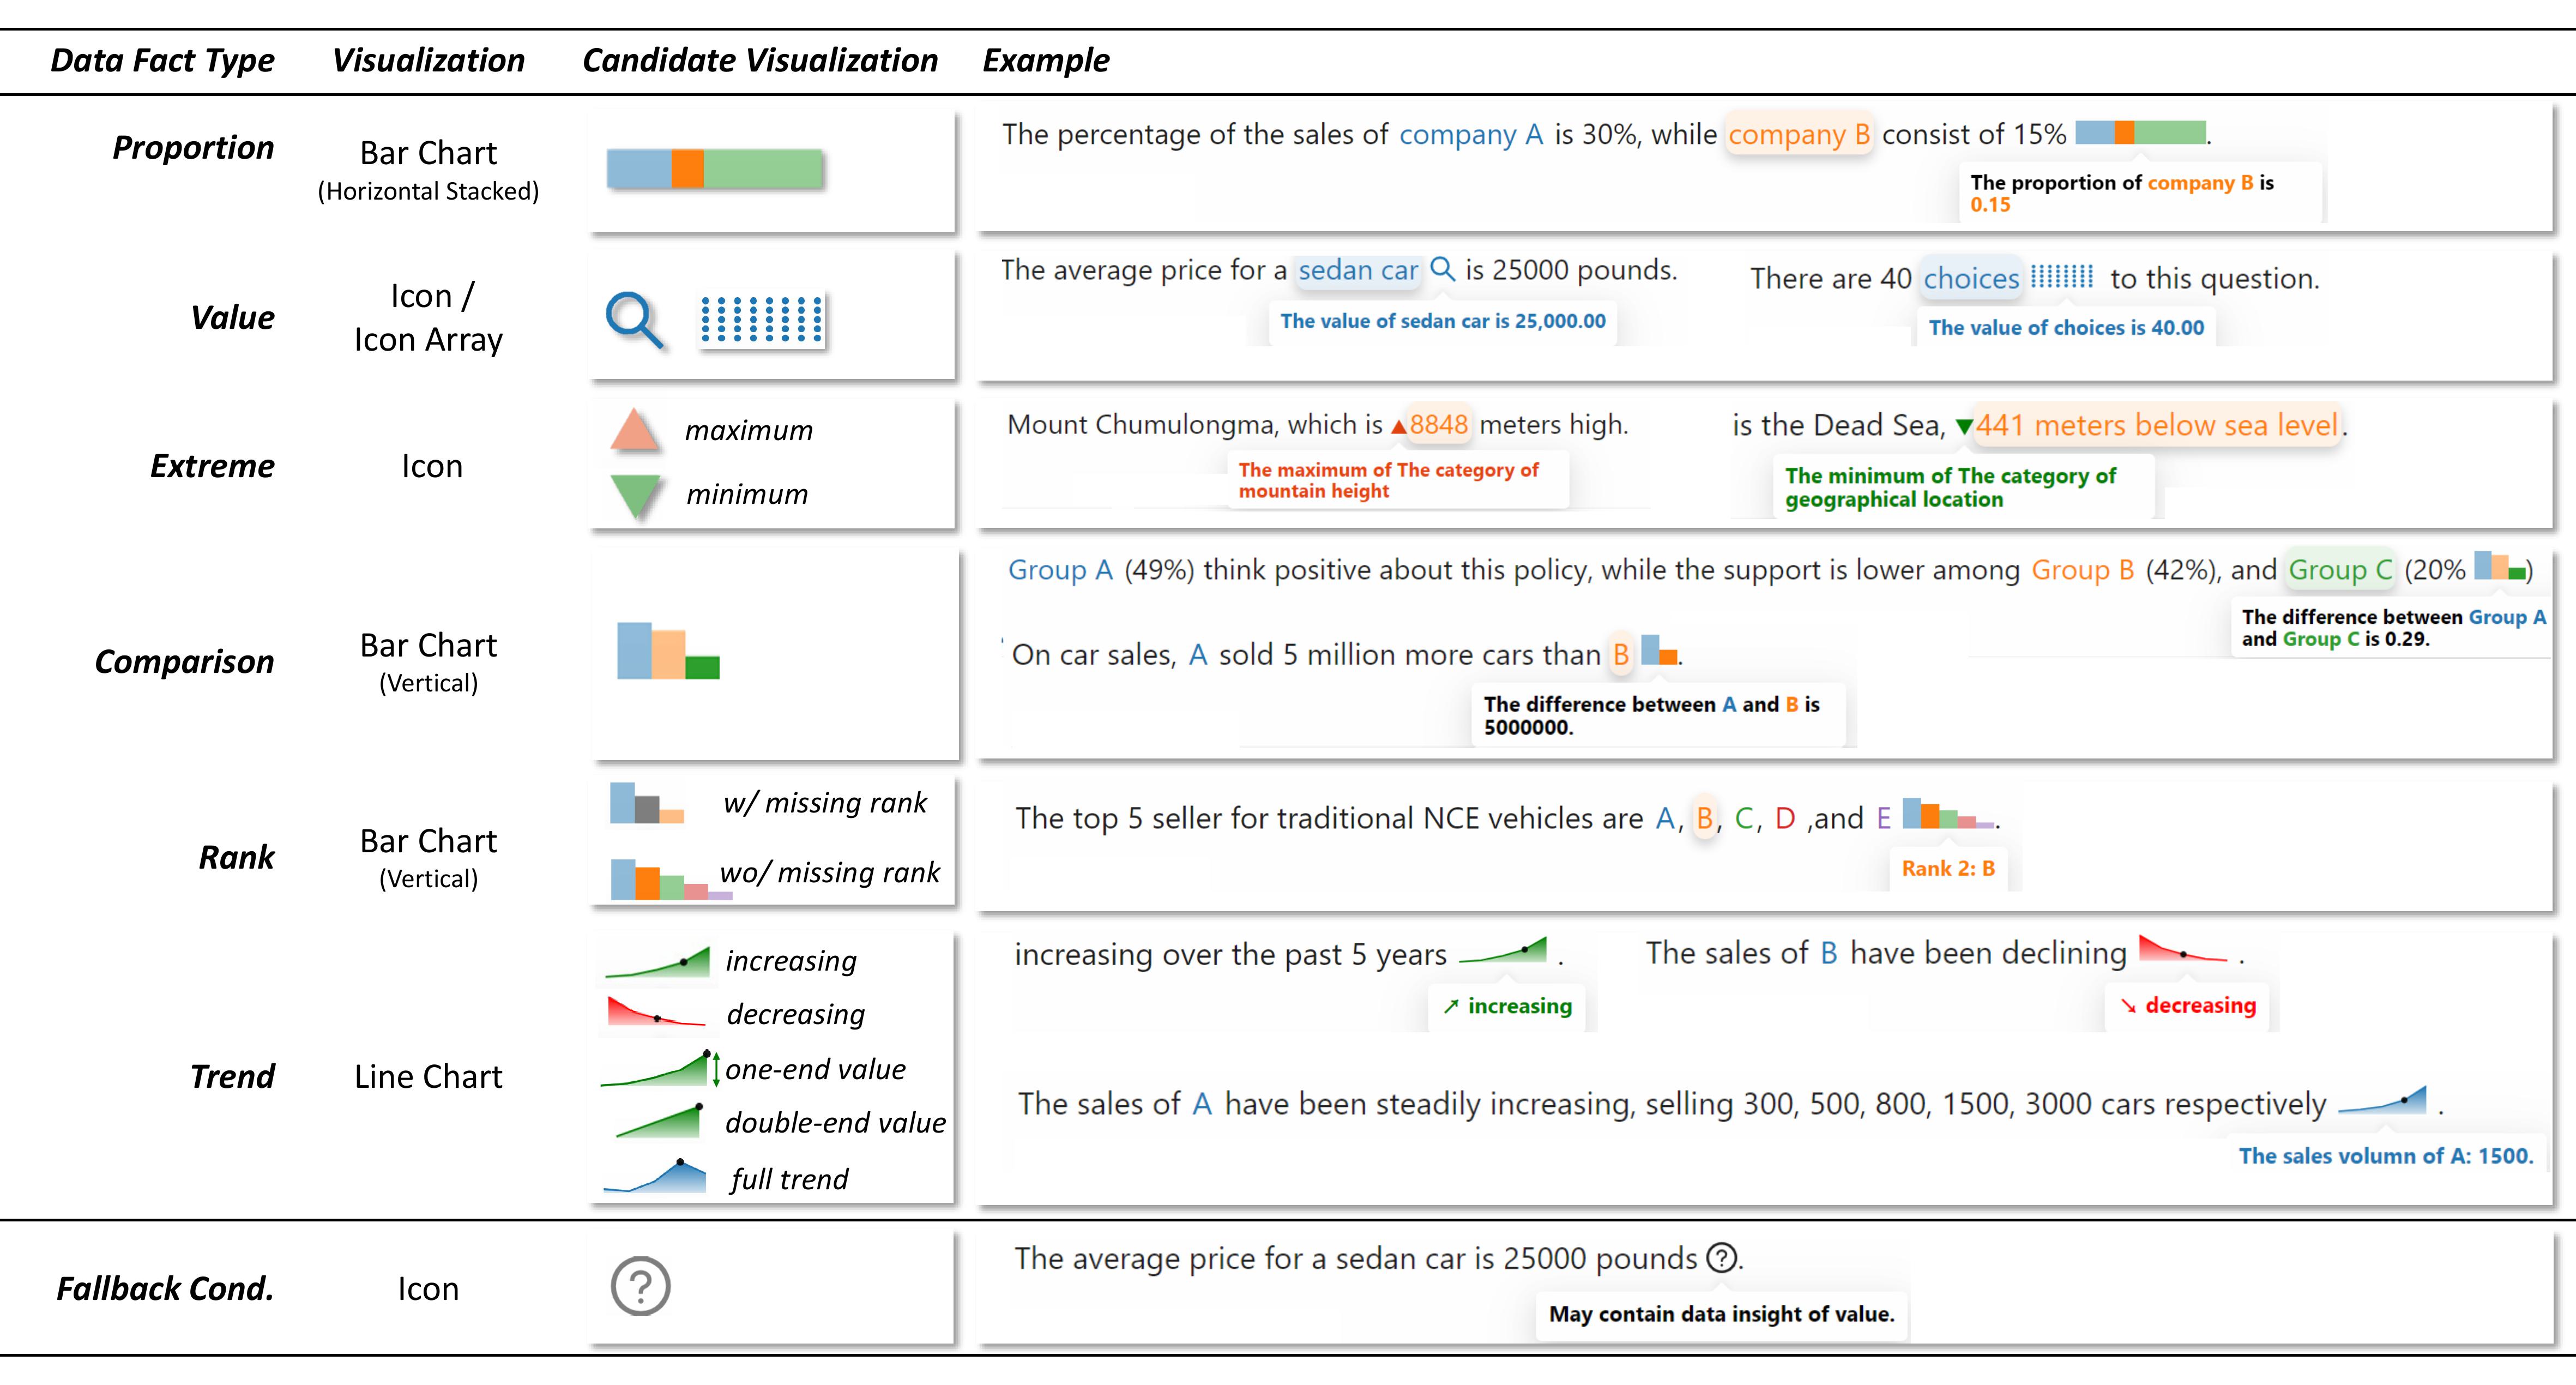 Data Fact Type Visualization Candidate Visualization Example
Proportion
Bar Chart
(Horizontal Stacked)
The percentage of the sales of company A is 30%, while company B consist of 15% .
The proportion of company B is
0.15
Value
Icon /
Icon Array
The average price for a sedan car is 25000 pounds.
The value of sedan car is 25,000.00
There are 40 choices to this question.
The value of choices is 40.00
Extreme
Icon
maximum
minimum
Mount Chumulongma, which is ▲8848 meters high.
The maximum of The category of
mountain height
is the Dead Sea, ▼441 meters below sea level.
The minimum of The category of
geographical location
Comparison
Bar Chart
(Vertical)
Group A (49%) think positive about this policy, while the support is lower among Group B (42%), and Group C (20% )
The difference between Group A
and Group C is 0.29.
On car sales, A sold 5 million more cars than B .
The difference between A and B is
5000000.
Rank
Bar Chart
(Vertical)
w/ missing rank
wo/ missing rank
The top 5 seller for traditional NCE vehicles are A, B, C, D ,and E .
Rank 2: B
Trend
Line Chart
increasing
decreasing
one-end value
double-end value
full trend
increasing over the past 5 years .
↗ increasing
The sales of B have been declining .
↘ decreasing
The sales of A have been steadily increasing, selling 300, 500, 800, 1500, 3000 cars respectively .
The sales volumn of A: 1500.
Fallback Cond.
Icon
?
The average price for a sedan car is 25000 pounds ?.
May contain data insight of value.